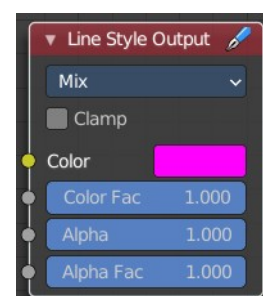 Line Style Output
Mix
Clamp
Color
Color Fac 1.000
Alpha 1.000
Alpha Fac 1.000